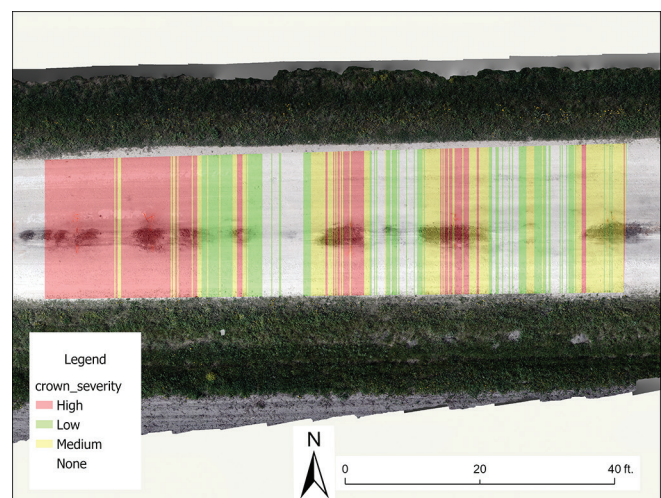 Legend
crown_severity
High
Low
Medium
None
N
0 20 40 ft.